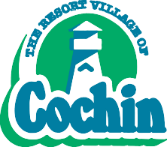 THE RESORT VILLAGE OF
Cochin